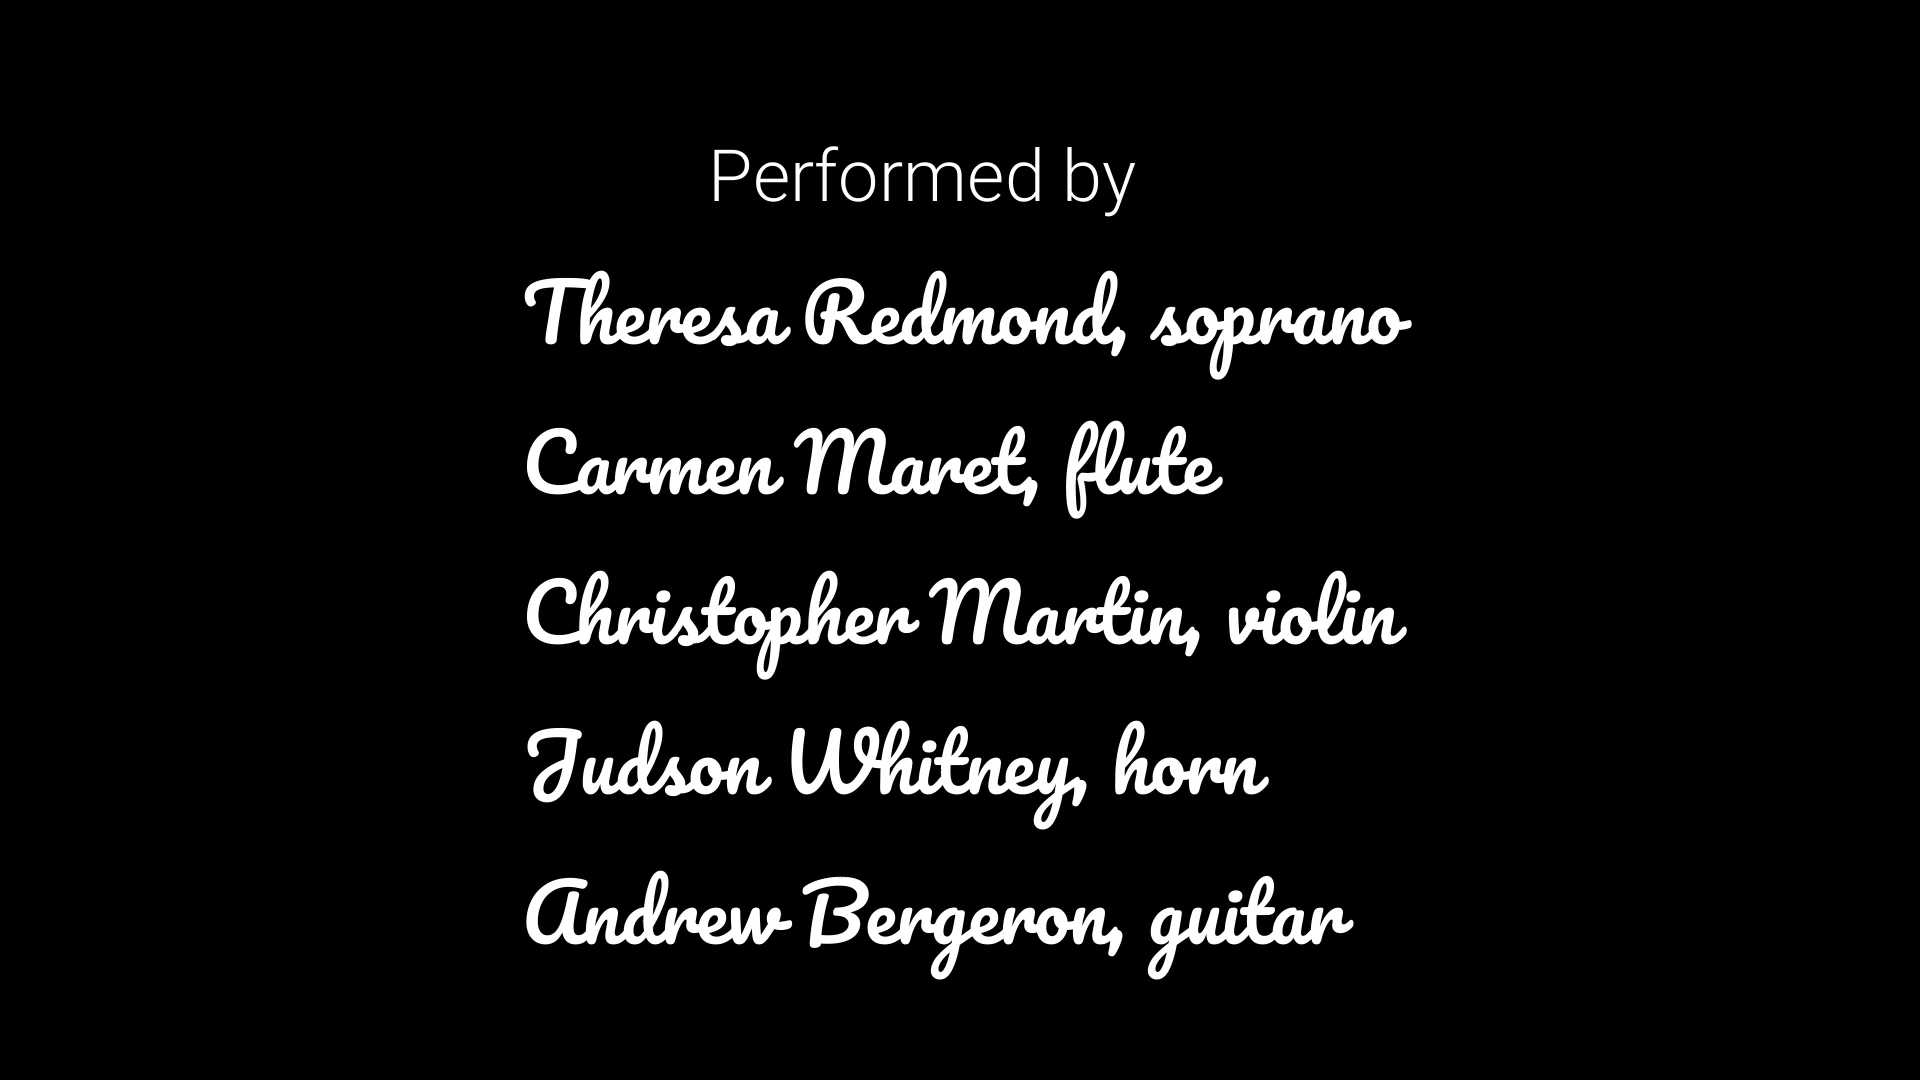 Performed by
Theresa Redmond, soprano
Carmen Maret, flute
Christopher Martin, violin
Judson Whitney, horn
Andrew Bergeron, guitar